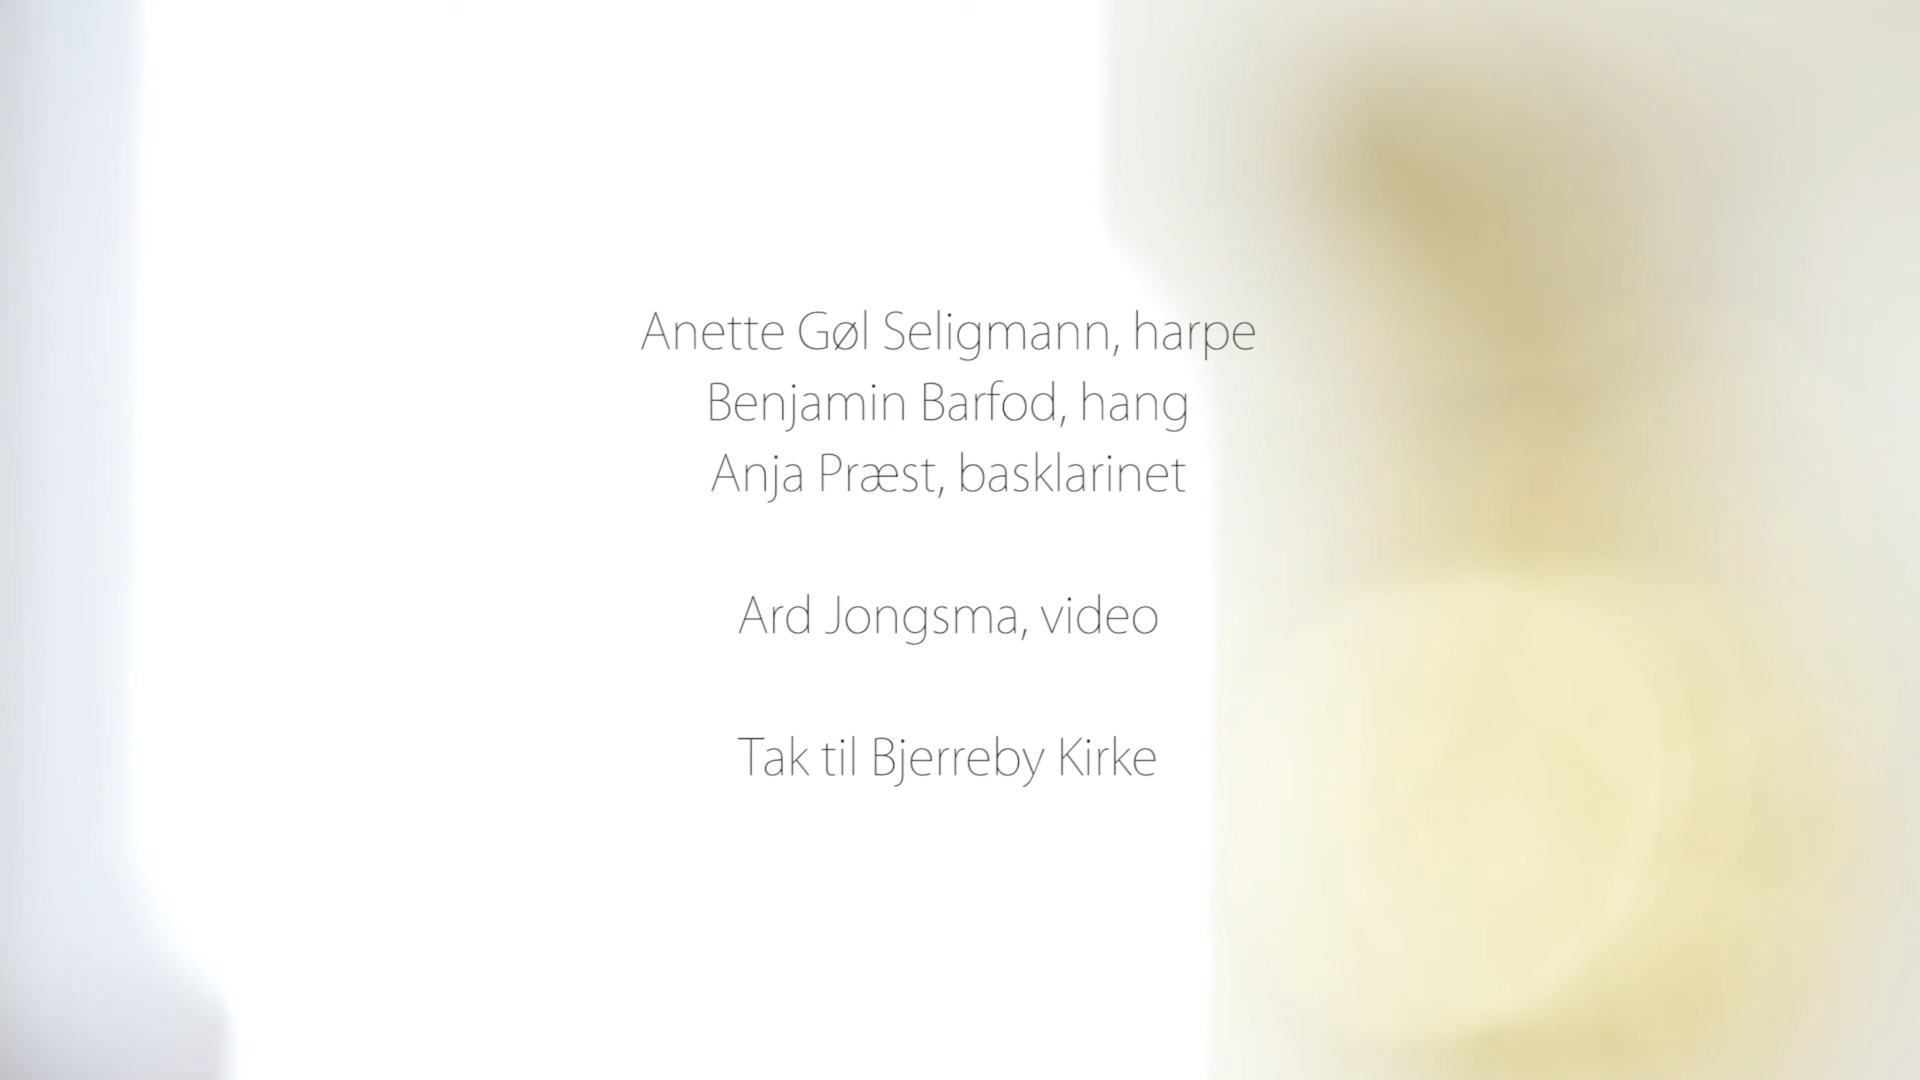 Anette Gøl Seligmann, harpe
Benjamin Barfod, hang
Anja Præst, basklarinet
Ard Jongsma, video
Tak til Bjerreby Kirke